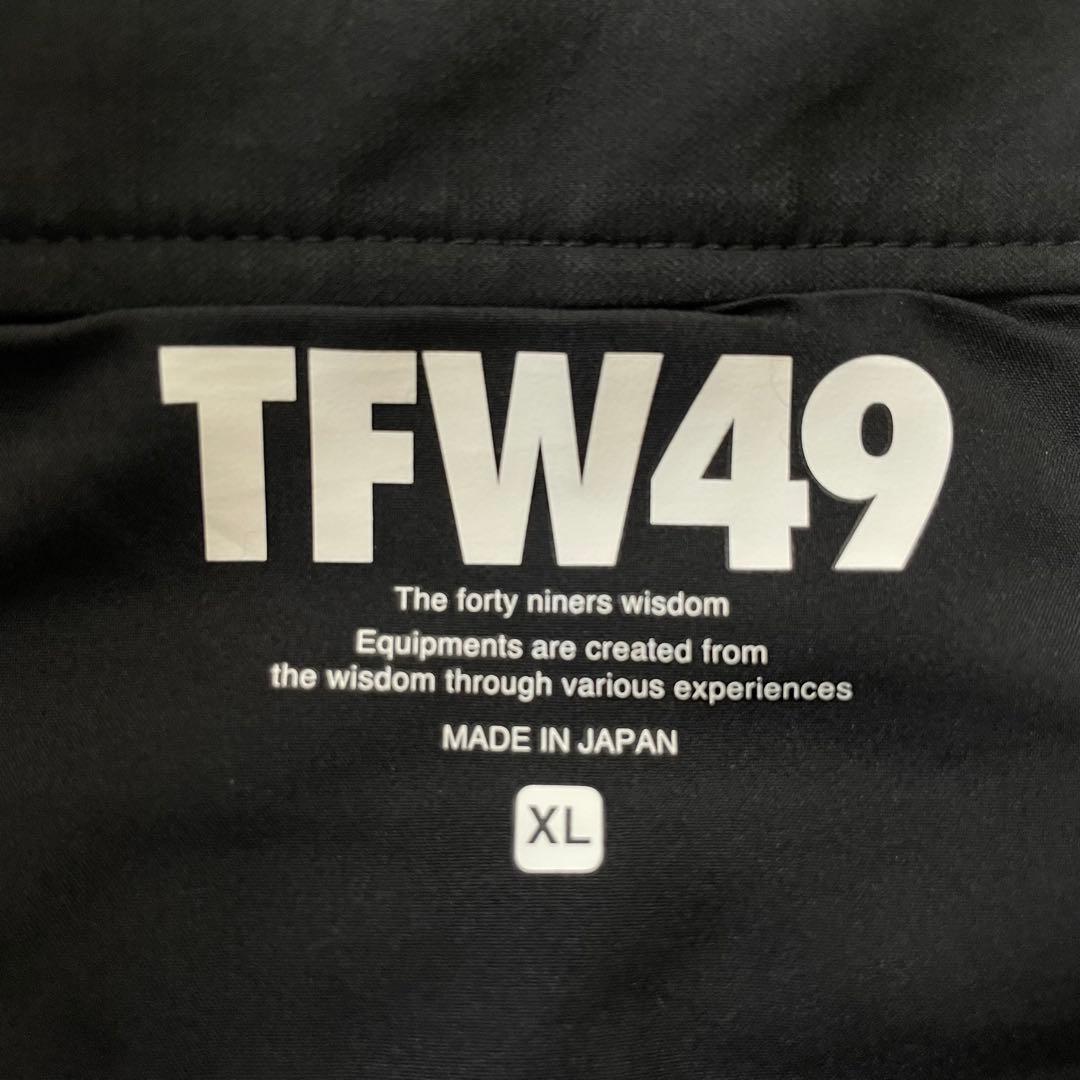 TFW49
The forty niners wisdom
Equipments are created from
the wisdom through various experiences
MADE IN JAPAN
XL